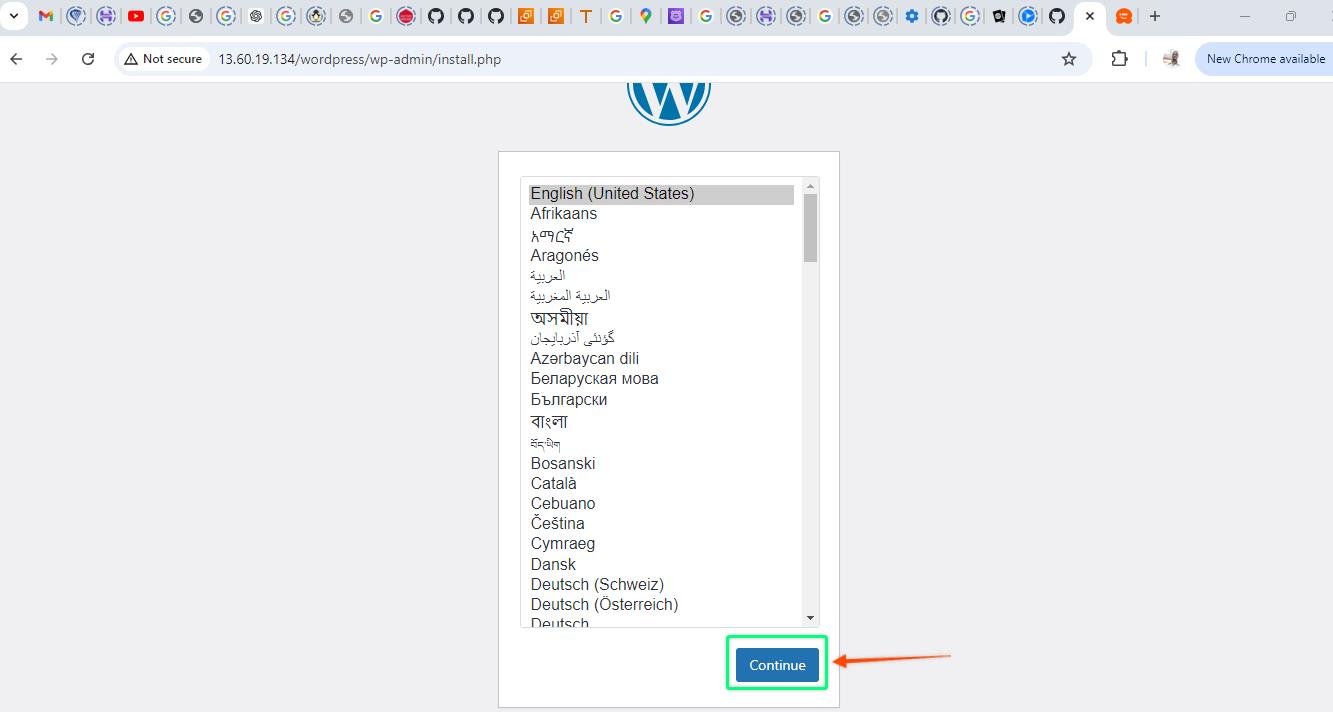 Not secure
13.60.19.134/wordpress/wp-admin/install.php
New Chrome available
English (United States)
Afrikaans
አማርኛ
Aragonés
العربية
العربية المغربية
অসমীয়া
گؤنئی آذربایجان
Azərbaycan dili
Беларуская мова
Български
বাংলা
བོད་ཡིག
Bosanski
Català
Cebuano
Čeština
Cymraeg
Dansk
Deutsch (Schweiz)
Deutsch (Österreich)
Deutsch
Continue